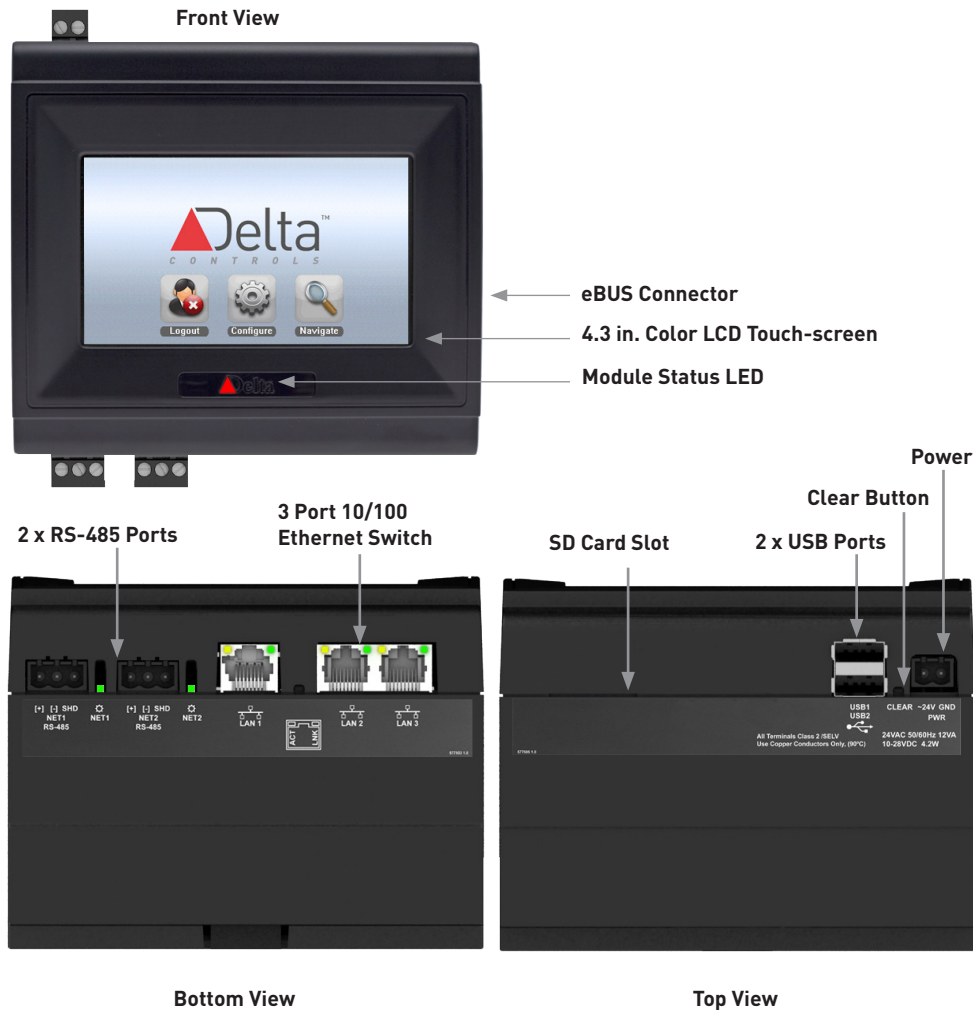 Front View
Delta™
CONTROLS
Logout
Configure
Navigate
eBUS Connector
4.3 in. Color LCD Touch-screen
Module Status LED
Delta
Power
Clear Button
3 Port 10/100
Ethernet Switch
2 x RS-485 Ports
SD Card Slot
2 x USB Ports
[+] [-] SHD
NET1
RS-485
NET1
[+] [-] SHD
NET2
RS-485
NET2
LAN 1
ACT
LNK
LAN 2
LAN 3
USB1
USB2
CLEAR ~24V GND
PWR
All Terminals Class 2 /SELV
Use Copper Conductors Only, (90ºC)
24VAC 50/60Hz 12VA
10-28VDC 4.2W
Bottom View
Top View